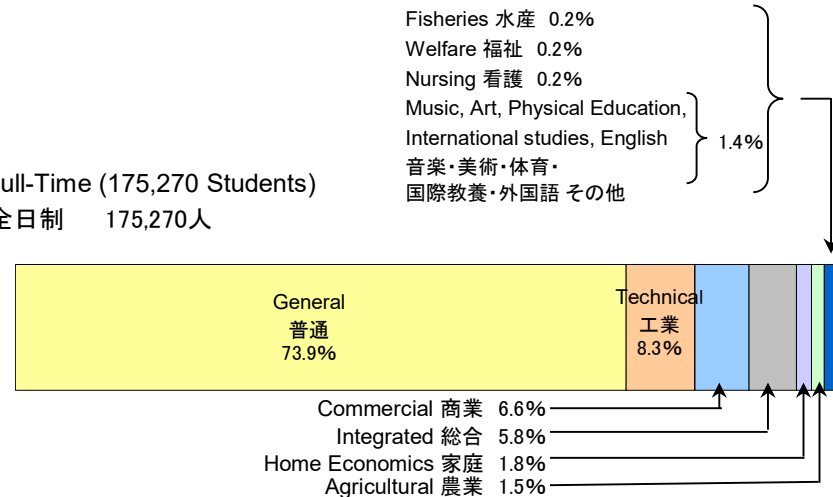 Fisheries 水産 0.2%
Welfare 福祉 0.2%
Nursing 看護 0.2%
Music, Art, Physical Education,
International studies, English
音楽・美術・体育・
国際教養・外国語 その他
1.4%
ull-Time (175,270 Students)
全日制 175,270人
General
普通
73.9%
Technical
工業
8.3%
Commercial 商業 6.6%
Integrated 総合 5.8%
Home Economics 家庭 1.8%
Agricultural 農業 1.5%